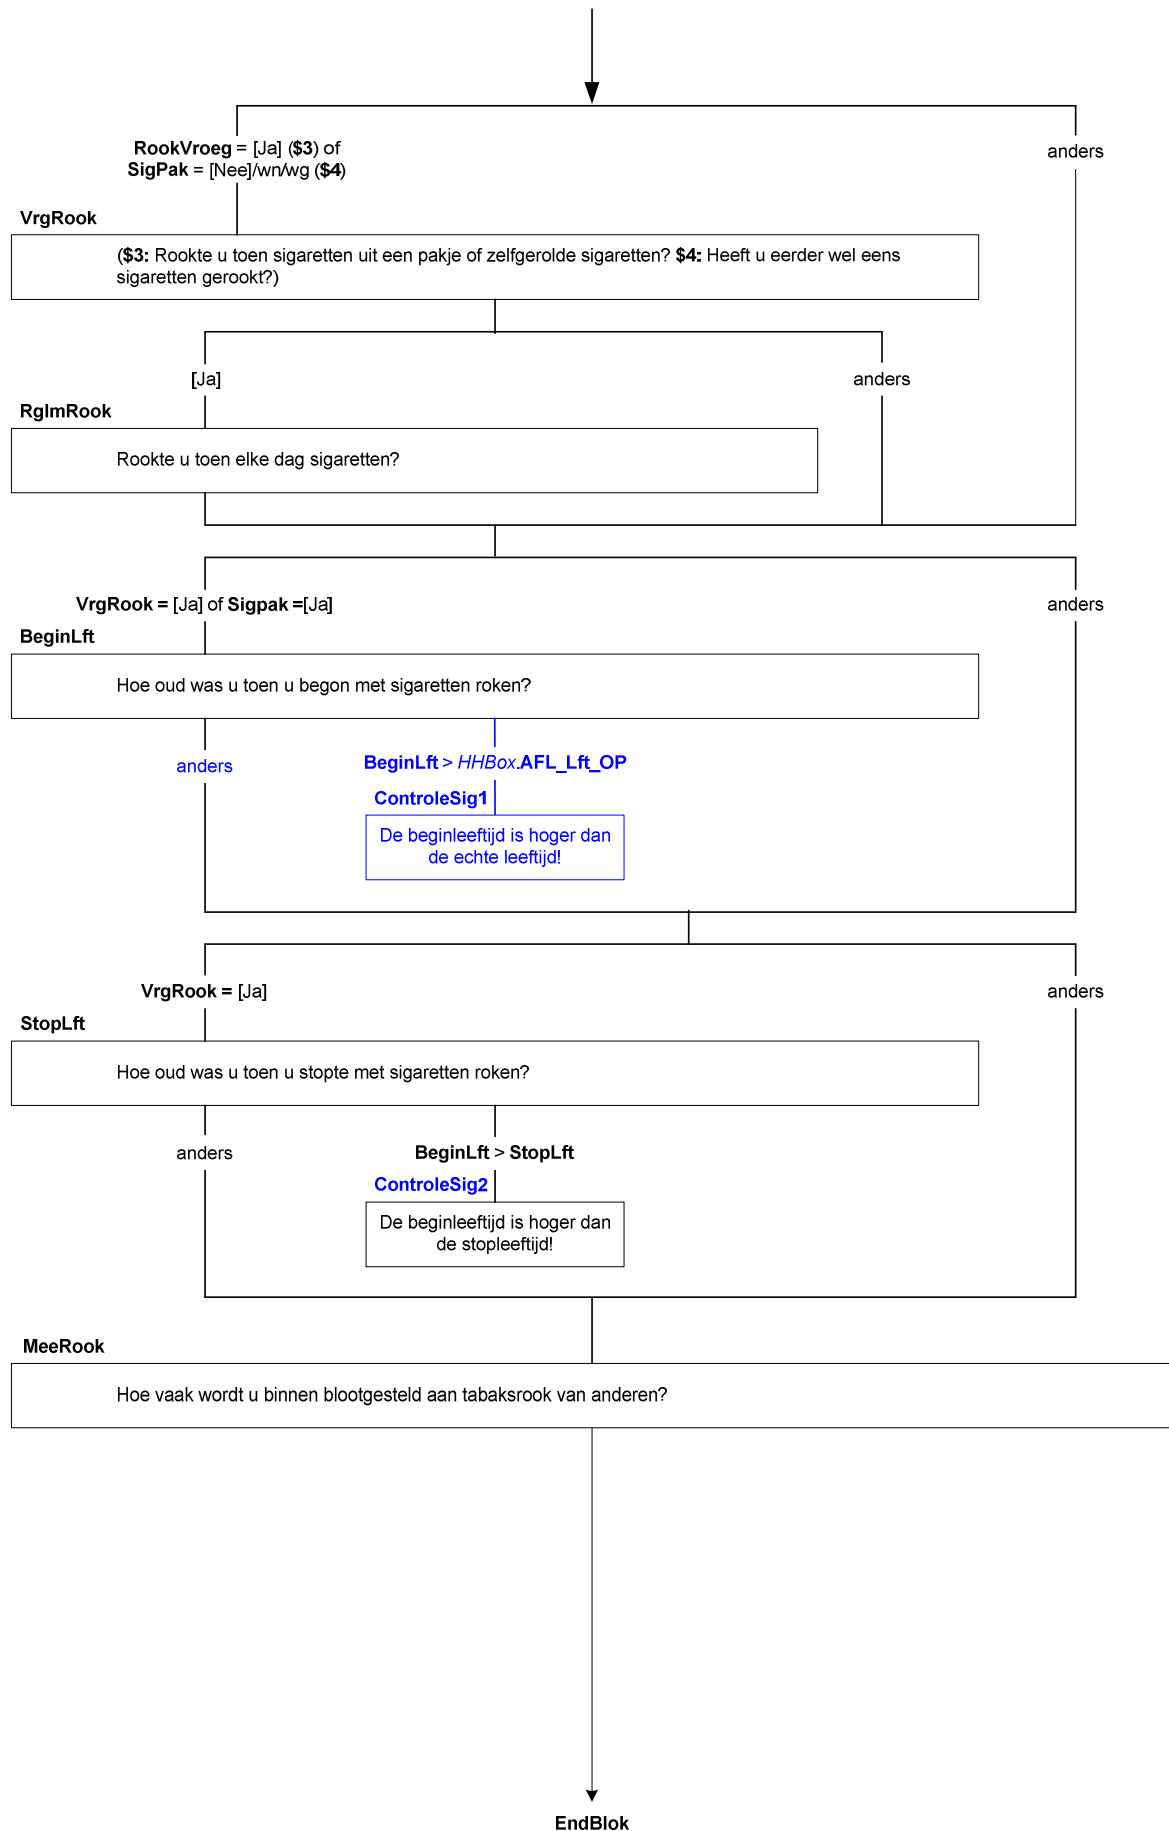 RookVroeg = [Ja] ($3) of
SigPak = [Nee]/wn/wg ($4)
anders
VrgRook
($3: Rookte u toen sigaretten uit een pakje of zelfgerolde sigaretten? $4: Heeft u eerder wel eens
sigaretten gerookt?)
[Ja]
anders
RglmRook
Rookte u toen elke dag sigaretten?
VrgRook = [Ja] of Sigpak =[Ja]
anders
BeginLft
Hoe oud was u toen u begon met sigaretten roken?
anders
BeginLft > HHBox.AFL_Lft_OP
ControleSig1
De beginleeftijd is hoger dan
de echte leeftijd!
VrgRook = [Ja]
anders
StopLft
Hoe oud was u toen u stopte met sigaretten roken?
anders
BeginLft > StopLft
ControleSig2
De beginleeftijd is hoger dan
de stopleeftijd!
MeeRook
Hoe vaak wordt u binnen blootgesteld aan tabaksrook van anderen?
EndBlok